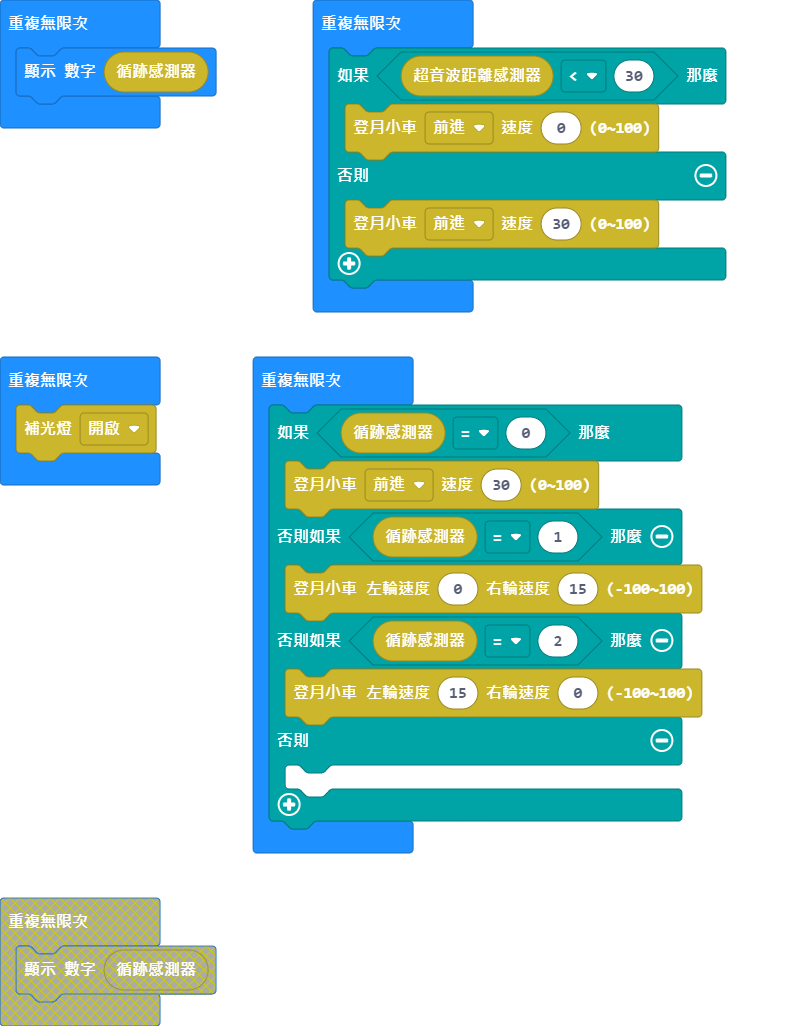 重複無限次
顯示 數字 循跡感測器
重複無限次
如果 超音波距離感測器 < 30 那麼
登月小車 前進 速度 0 (0~100)
否則
登月小車 前進 速度 30 (0~100)
重複無限次
補光燈 開啟
重複無限次
如果 循跡感測器 = 0 那麼
登月小車 前進 速度 30 (0~100)
否則如果 循跡感測器 = 1 那麼
登月小車 左輪速度 0 右輪速度 15 (-100~100)
否則如果 循跡感測器 = 2 那麼
登月小車 左輪速度 15 右輪速度 0 (-100~100)
否則
重複無限次
顯示 數字 循跡感測器